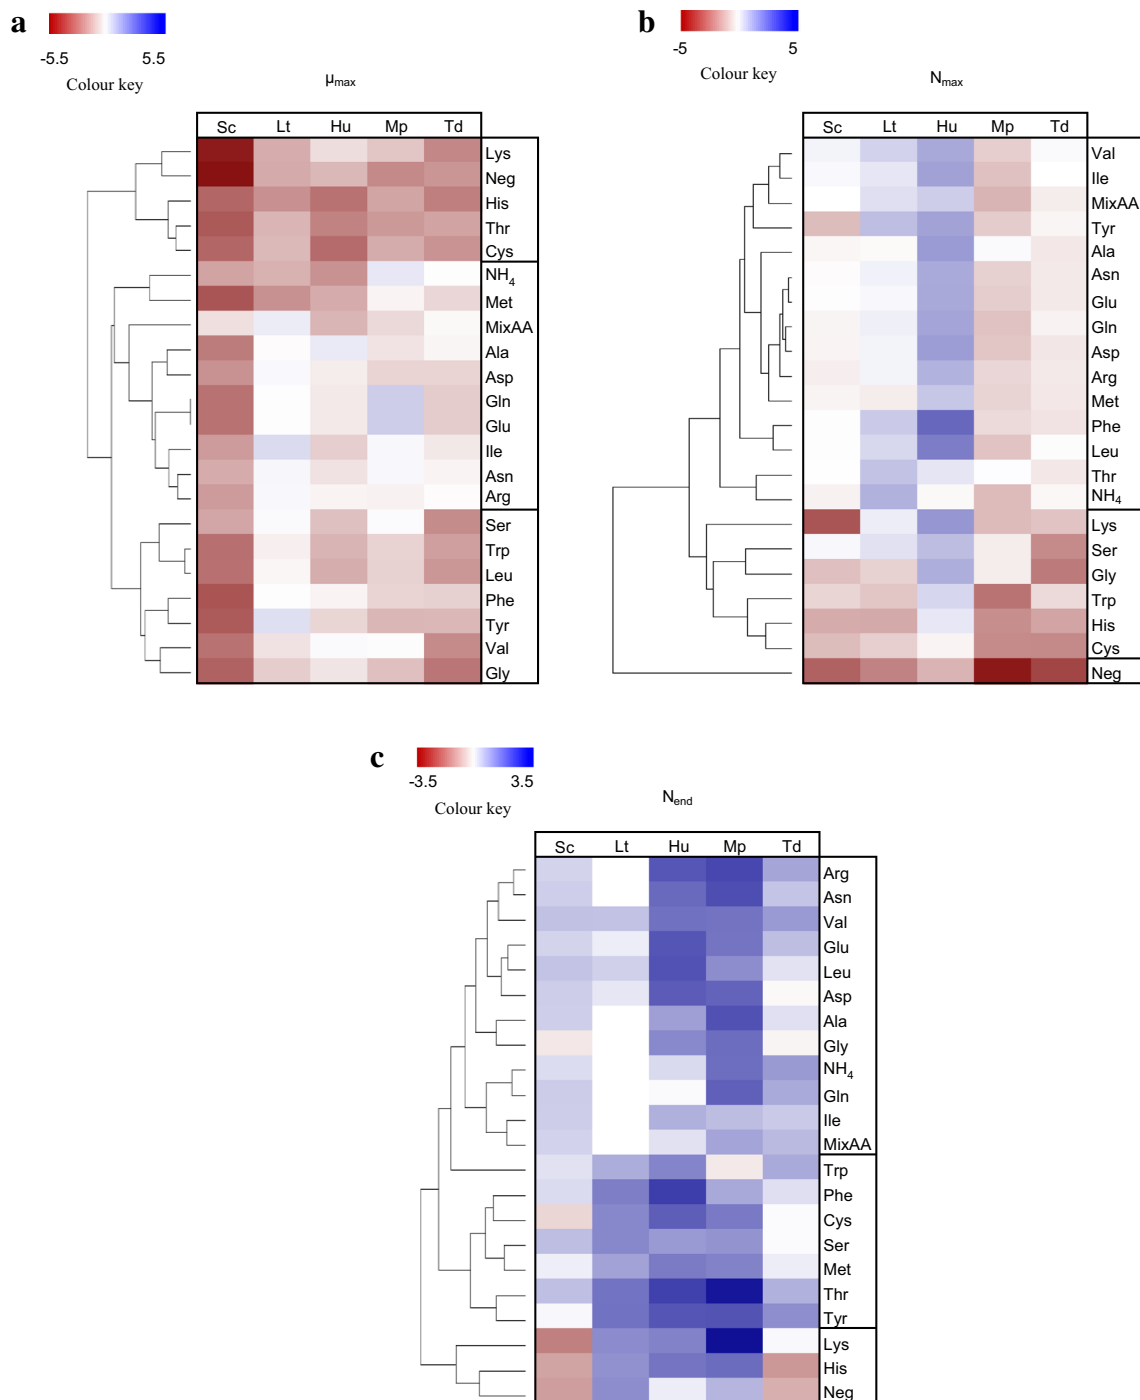 a
-5.5 5.5
Colour key
μmax
Sc Lt Hu Mp Td
Lys
Neg
His
Thr
Cys
NH4
Met
MixAA
Ala
Asp
Gln
Glu
Ile
Asn
Arg
Ser
Trp
Leu
Phe
Tyr
Val
Gly
b
-5 5
Colour key
Nmax
Sc Lt Hu Mp Td
Val
Ile
MixAA
Tyr
Ala
Asn
Glu
Gln
Asp
Arg
Met
Phe
Leu
Thr
NH4
Lys
Ser
Gly
Trp
His
Cys
Neg
c
-3.5 3.5
Colour key
Nend
Sc Lt Hu Mp Td
Arg
Asn
Val
Glu
Leu
Asp
Ala
Gly
NH4
Gln
Ile
MixAA
Trp
Phe
Cys
Ser
Met
Thr
Tyr
Lys
His
Neg